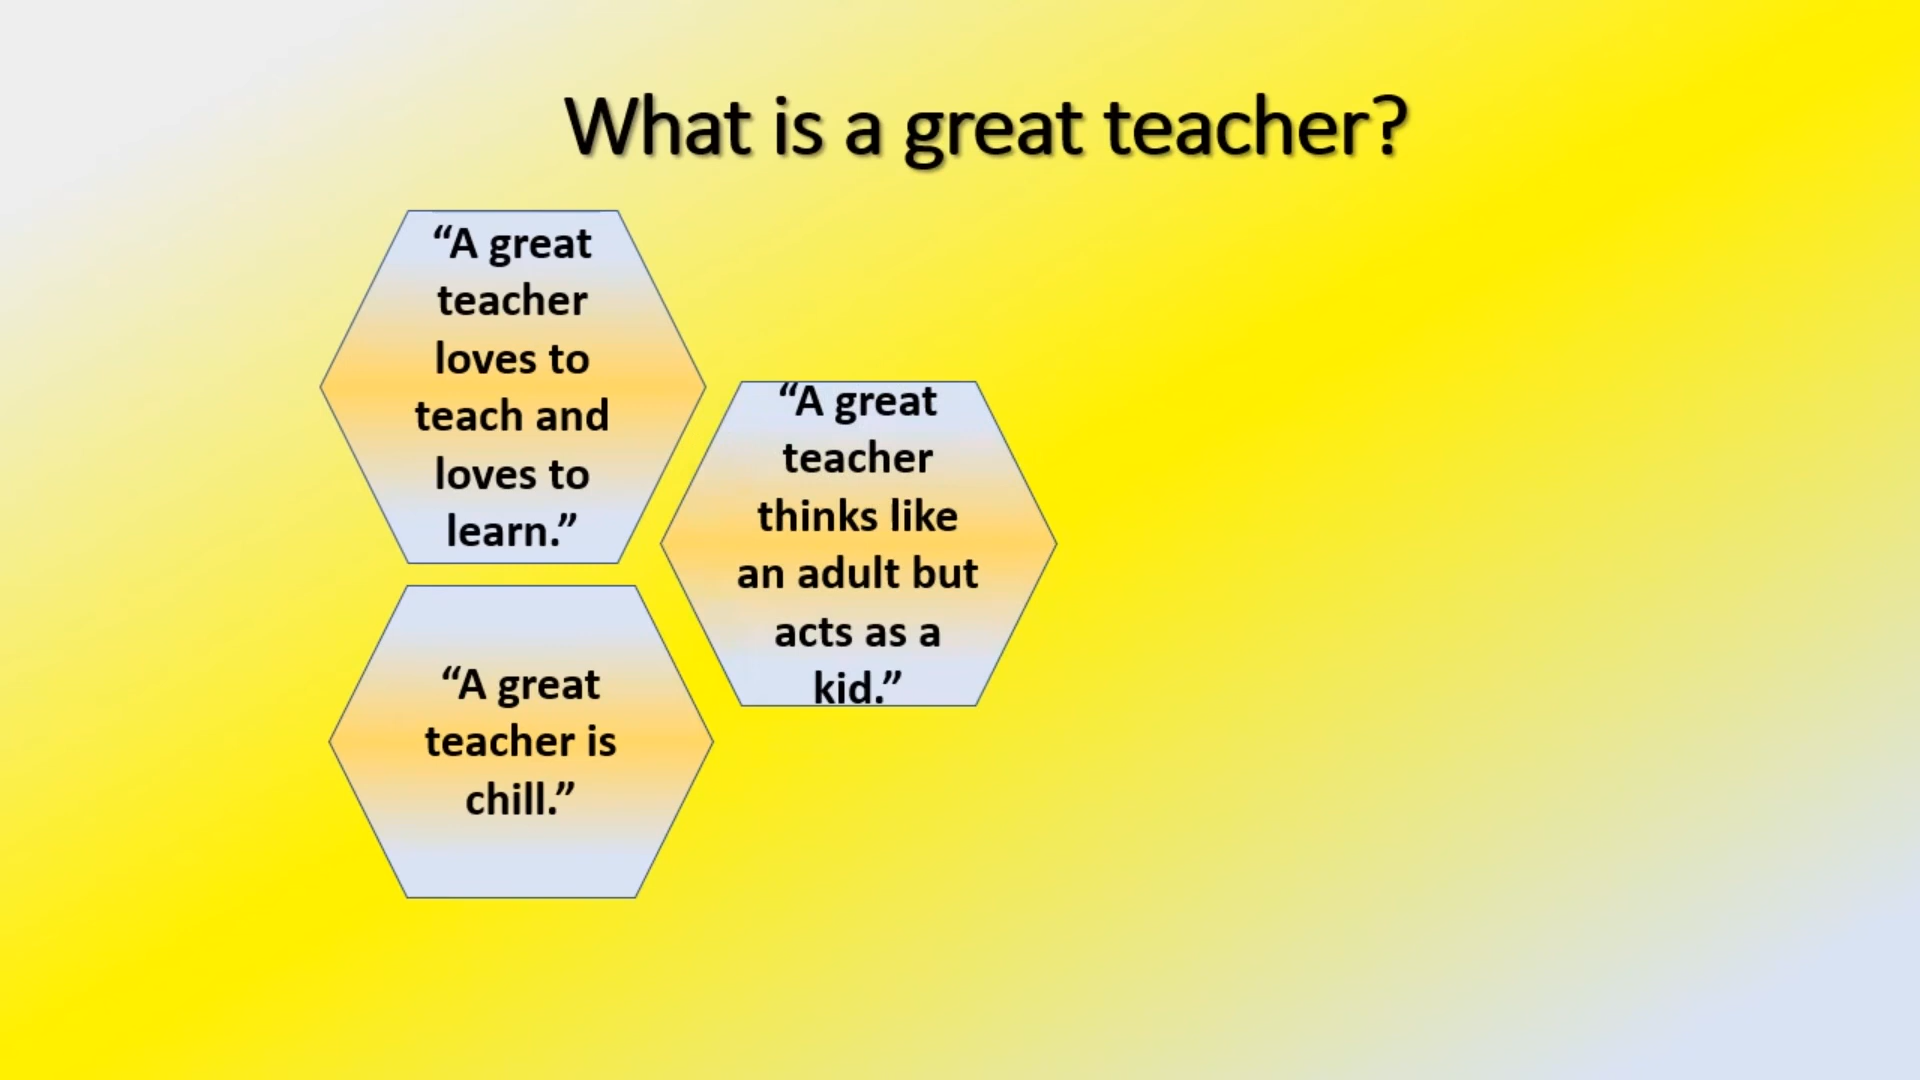 What is a great teacher?
“A great
teacher
loves to
teach and
loves to
learn.”
“A great
teacher
thinks like
an adult but
acts as a
kid.”
“A great
teacher is
chill.”